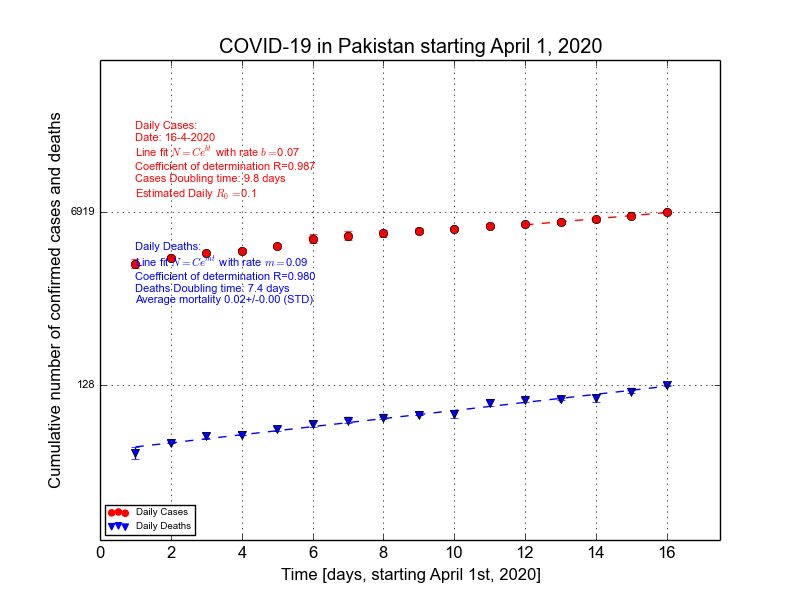 COVID-19 in Pakistan starting April 1, 2020
Daily Cases:
Date: 16-4-2020
Line fit N = Ce^{bt} with rate b =0.07
Coefficient of determination R=0.987
Cases Doubling time: 9.8 days
Estimated Daily R_0 =0.1
6919
Daily Deaths:
Line fit N = Ce^{mt} with rate m =0.09
Coefficient of determination R=0.980
Deaths Doubling time: 7.4 days
Average mortality 0.02+/-0.00 (STD)
128
Cumulative number of confirmed cases and deaths
Daily Cases
Daily Deaths
0 2 4 6 8 10 12 14 16
Time [days, starting April 1st, 2020]